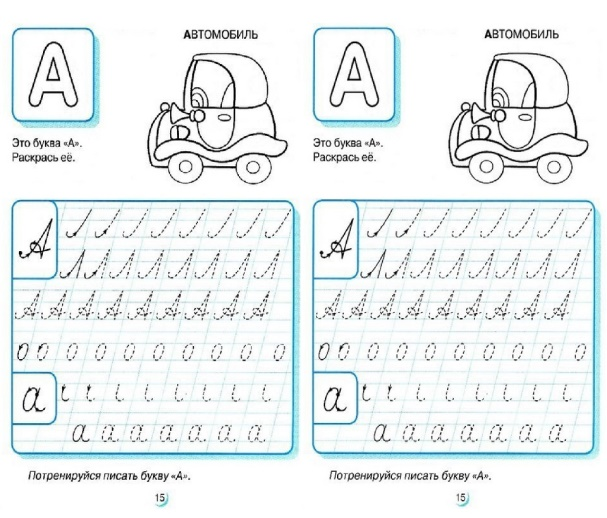 АВТОМОБИЛЬ
А
Это буква «А».
Раскрась её.
А
А А А А А А А А
А А А А А А А А А
О О О О О О О О О О
а
а а а а а а а
Потренируйся писать букву «А».
15
АВТОМОБИЛЬ
А
Это буква «А».
Раскрась её.
А
А А А А А А А А
А А А А А А А А А
О О О О О О О О О О
а
а а а а а а а
Потренируйся писать букву «А».
15